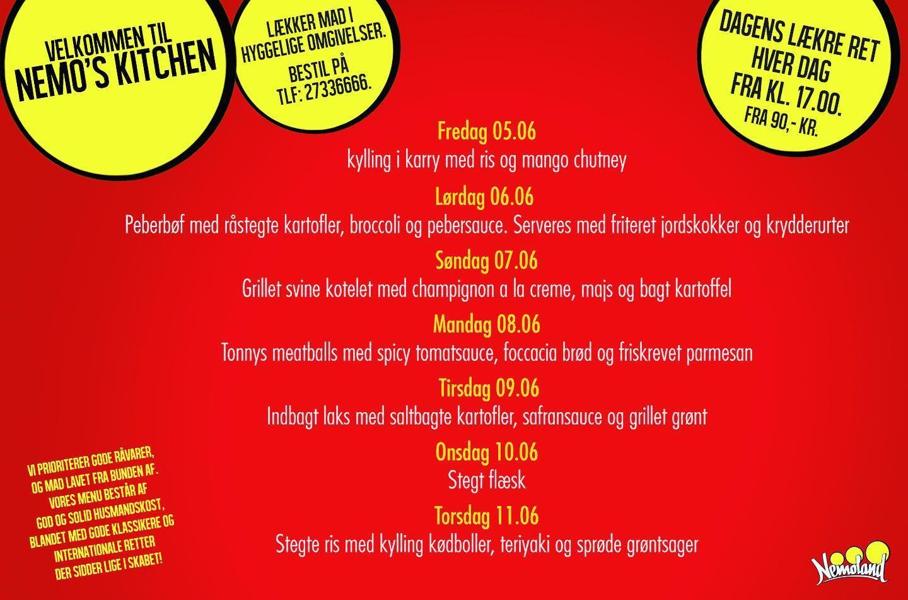 VELKOMMEN TIL
NEMO'S KITCHEN
LÆKKER MAD I
HYGGELIGE OMGIVELSER.
BESTIL PÅ
TLF: 27336666.
DAGENS LÆKRE RET
HVER DAG
FRA KL. 17.00.
FRA 90,- KR.
Fredag 05.06
kylling i karry med ris og mango chutney
Lørdag 06.06
Peberbøf med råstegte kartofler, broccoli og pebersauce. Serveres med friteret jordskokker og krydderurter
Søndag 07.06
Grillet svine kotelet med champignon a la creme, majs og bagt kartoffel
Mandag 08.06
Tonnys meatballs med spicy tomatsauce, foccacia brød og friskrevet parmesan
Tirsdag 09.06
Indbagt laks med saltbagte kartofler, safransauce og grillet grønt
Onsdag 10.06
Stegt flæsk
Torsdag 11.06
Stegte ris med kylling kødboller, teriyaki og sprøde grøntsager
VI PRIORITERER GODE RÅVARER,
OG MAD LAVET FRA BUNDEN AF.
VORES MENU BESTÅR AF
GOD OG SOLID HUSMANDSKOST,
BLANDET MED GODE KLASSIKERE OG
INTERNATIONALE RETTER
DER SIDDER LIGE I SKABET!
Nemoland